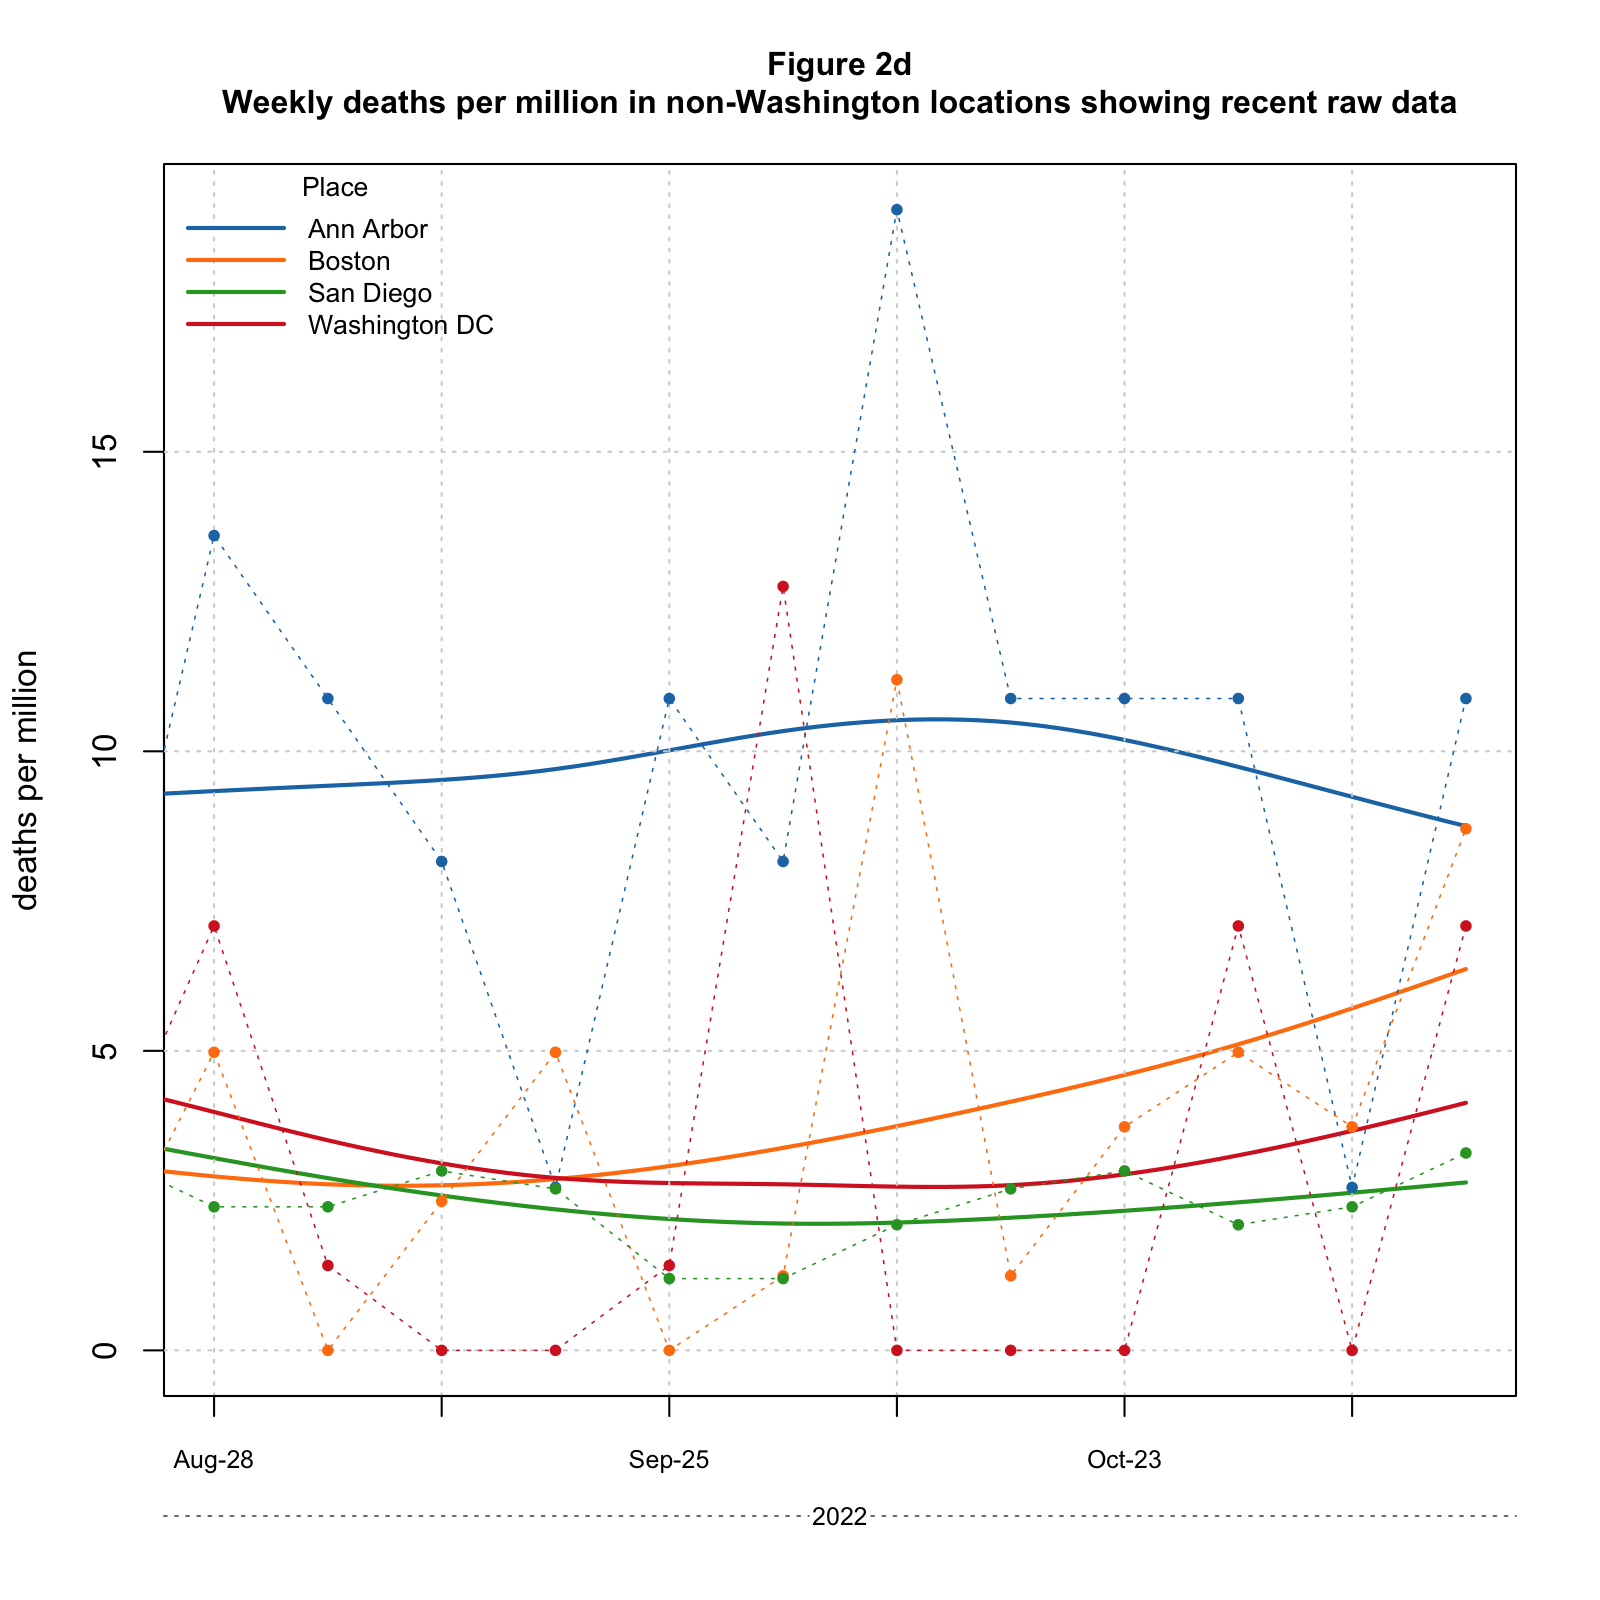 Figure 2d
Weekly deaths per million in non-Washington locations showing recent raw data
Place
Ann Arbor
Boston
San Diego
Washington DC
deaths per million
15
10
5
0
Aug-28
Sep-25
Oct-23
2022